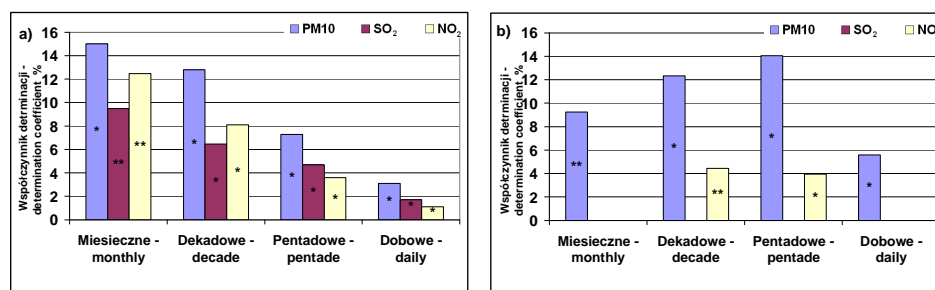 a)
PM10 SO₂ NO₂
Współczynnik detrminacji -
determination coefficient, %
16
14
12
10
8
6
4
2
0
* ** **
* * *
* * *
* * *
Miesieczne - Dekadowe - Pentadowe - Dobowe -
monthly decade pentade daily
b)
PM10 SO₂ NO₂
Współczynnik detrminacji -
determination coefficient, %
16
14
12
10
8
6
4
2
0
**
* **
* *
*
Miesieczne - Dekadowe - Pentadowe - Dobowe -
monthly decade pentade daily